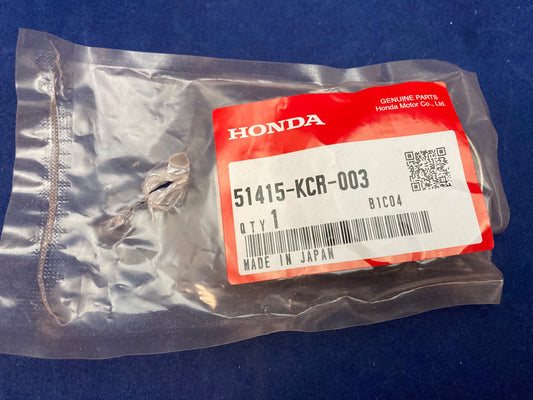 GENUINE PARTS
Honda Motor Co., Ltd.
HONDA
51415-KCR-003
B1C04
QTY 1
MADE IN JAPAN